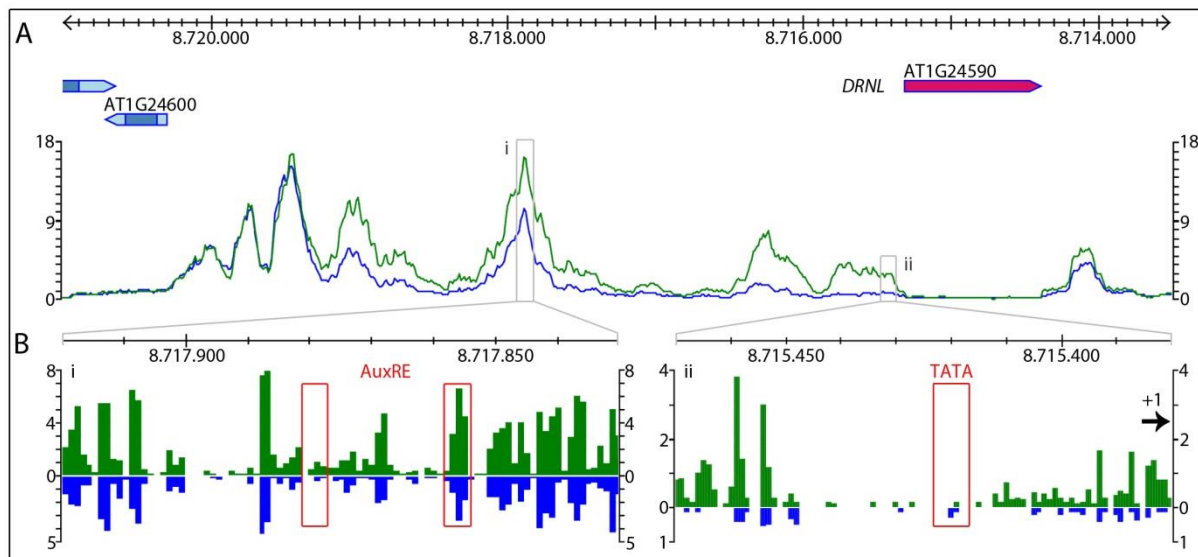 A
8.720.000 8.718.000 8.716.000 8.714.000
DRNL AT1G24590
AT1G24600
18 18
i
9 9
ii
0 0
B
8.717.900 8.717.850 8.715.450 8.715.400
i AuxRE ii TATA
8 8 4 4
+1
4 4 2 2
0 0 0 0
5 5 1 1